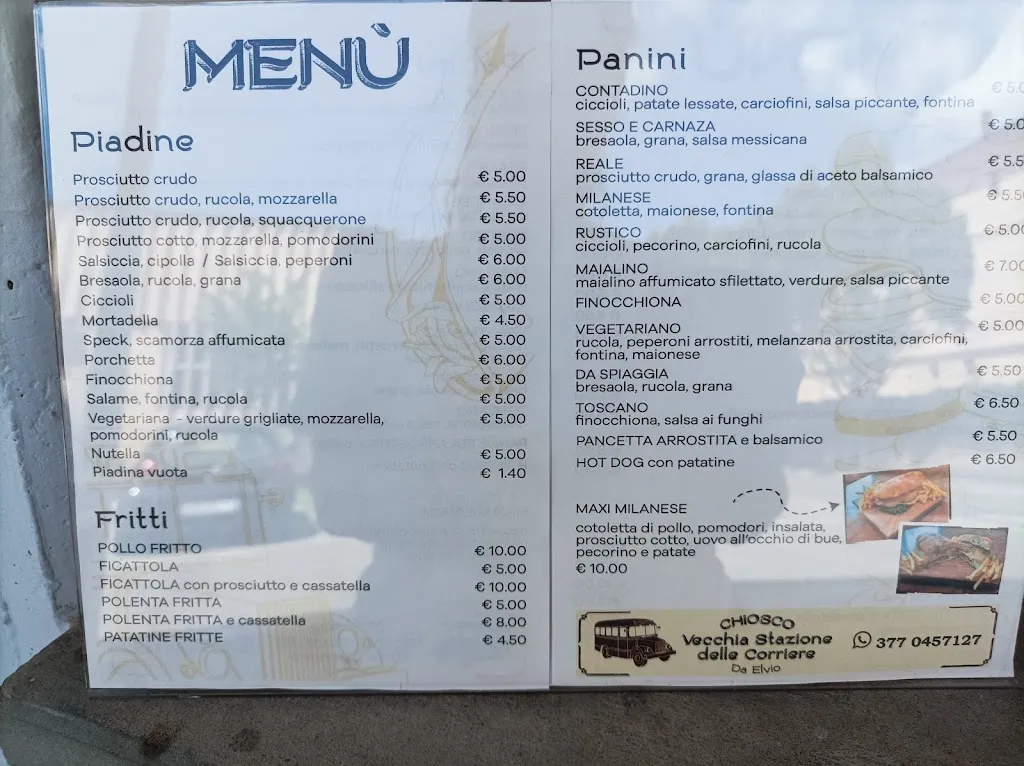 MENÙ
Piadine
Prosciutto crudo € 5.00
Prosciutto crudo, rucola, mozzarella € 5.50
Prosciutto crudo, rucola, squacquerone € 5.50
Prosciutto cotto, mozzarella, pomodorini € 5.00
Salsiccia, cipolla / Salsiccia, peperoni € 6.00
Bresaola, rucola, grana € 6.00
Ciccioli € 5.00
Mortadella € 4.50
Speck, scamorza affumicata € 5.00
Porchetta € 6.00
Finocchiona € 5.00
Salame, fontina, rucola € 5.00
Vegetariana - verdure grigliate, mozzarella, € 5.00
pomodorini, rucola
Nutella € 5.00
Piadina vuota € 1.40
Fritti
POLLO FRITTO € 10.00
FICATTOLA € 5.00
FICATTOLA con prosciutto e cassatella € 10.00
POLENTA FRITTA € 5.00
POLENTA FRITTA e cassatella € 8.00
PATATINE FRITTE € 4.50
Panini
CONTADINO € 5.0
ciccioli, patate lessate, carciofini, salsa piccante, fontina
SESSO E CARNAZA € 5.0
bresaola, grana, salsa messicana
REALE € 5.5
prosciutto crudo, grana, glassa di aceto balsamico
MILANESE € 5.50
cotoletta, maionese, fontina
RUSTICO € 5.00
ciccioli, pecorino, carciofini, rucola
MAIALINO € 7.00
maialino affumicato sfilettato, verdure, salsa piccante
FINOCCHIONA € 5.00
VEGETARIANO € 5.00
rucola, peperoni arrostiti, melanzana arrostita, carciofini,
fontina, maionese
DA SPIAGGIA € 5.50
bresaola, rucola, grana
TOSCANO € 6.50
finocchiona, salsa ai funghi
PANCETTA ARROSTITA e balsamico € 5.50
HOT DOG con patatine € 6.50
MAXI MILANESE
cotoletta di pollo, pomodori, insalata,
prosciutto cotto, uovo all'occhio di bue,
pecorino e patate
€ 10.00
CHIOSCO
Vecchia Stazione
delle Corriere
Da Elvio
377 0457127